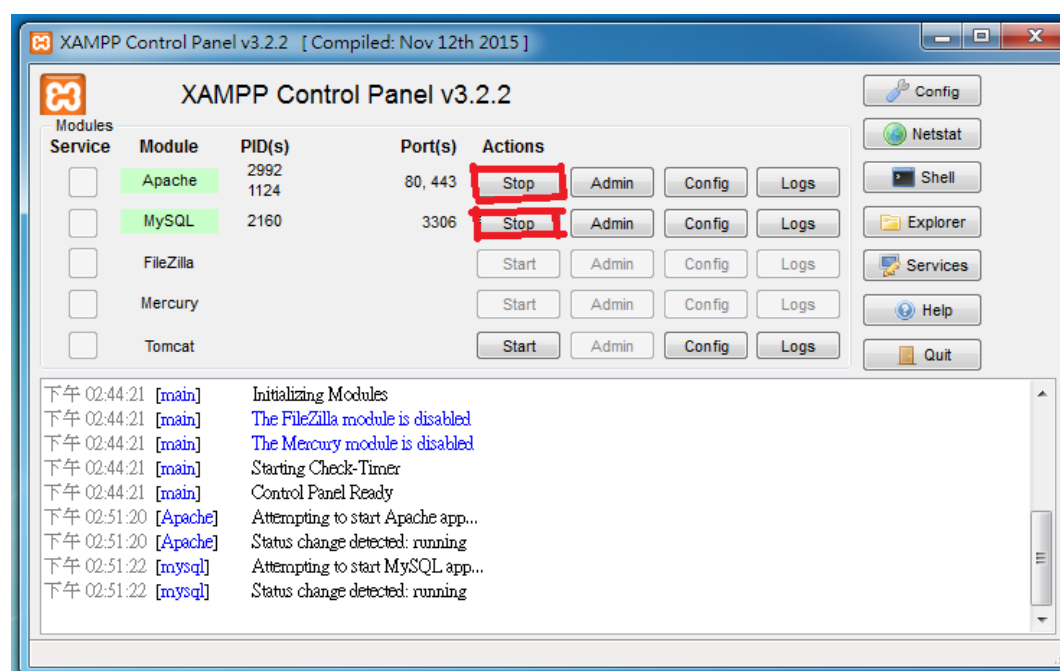 XAMPP Control Panel v3.2.2 [ Compiled: Nov 12th 2015 ]
XAMPP Control Panel v3.2.2
Config
Modules
Netstat
Service Module PID(s) Port(s) Actions
Apache 2992 1124 80, 443 Stop Admin Config Logs
Shell
MySQL 2160 3306 Stop Admin Config Logs
Explorer
FileZilla Start Admin Config Logs
Services
Mercury Start Admin Config Logs
Help
Tomcat Start Admin Config Logs
Quit
下午 02:44:21 [main] Initializing Modules
下午 02:44:21 [main] The FileZilla module is disabled
下午 02:44:21 [main] The Mercury module is disabled
下午 02:44:21 [main] Starting Check-Timer
下午 02:44:21 [main] Control Panel Ready
下午 02:51:20 [Apache] Attempting to start Apache app...
下午 02:51:20 [Apache] Status change detected: running
下午 02:51:22 [mysql] Attempting to start MySQL app...
下午 02:51:22 [mysql] Status change detected: running